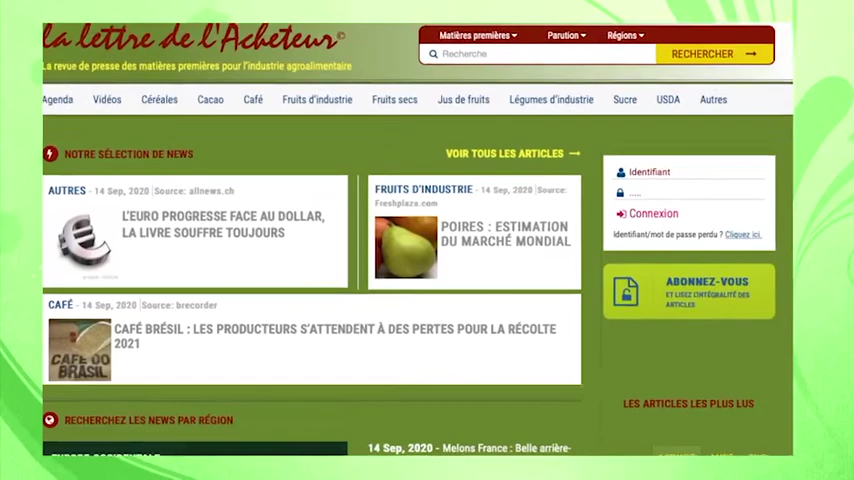 la lettre de l'Acheteur©
La revue de presse des matières premières pour l'industrie agroalimentaire
Matières premières Parution Régions
Recherche RECHERCHER
Agenda Vidéos Céréales Cacao Café Fruits d'industrie Fruits secs Jus de fruits Légumes d'industrie Sucre USDA Autres
NOTRE SÉLECTION DE NEWS
VOIR TOUS LES ARTICLES
AUTRES - 14 Sep, 2020 | Source: allnews.ch
L'EURO PROGRESSE FACE AU DOLLAR,
LA LIVRE SOUFFRE TOUJOURS
FRUITS D'INDUSTRIE - 14 Sep, 2020 | Source:
Freshplaza.com
POIRES : ESTIMATION
DU MARCHÉ MONDIAL
CAFÉ - 14 Sep, 2020 | Source: brecorder
CAFÉ BRÉSIL : LES PRODUCTEURS S'ATTENDENT À DES PERTES POUR LA RÉCOLTE
2021
CAFE DO
BRASIL
Identifiant
.....
Connexion
Identifiant/mot de passe perdu ? Cliquez ici.
ABONNEZ-VOUS
ET LISEZ L'INTÉGRALITÉ DES
ARTICLES
LES ARTICLES LES PLUS LUS
RECHERCHEZ LES NEWS PAR RÉGION
EUROPE OCCIDENTALE
14 Sep, 2020 - Melons France : Belle arrière-